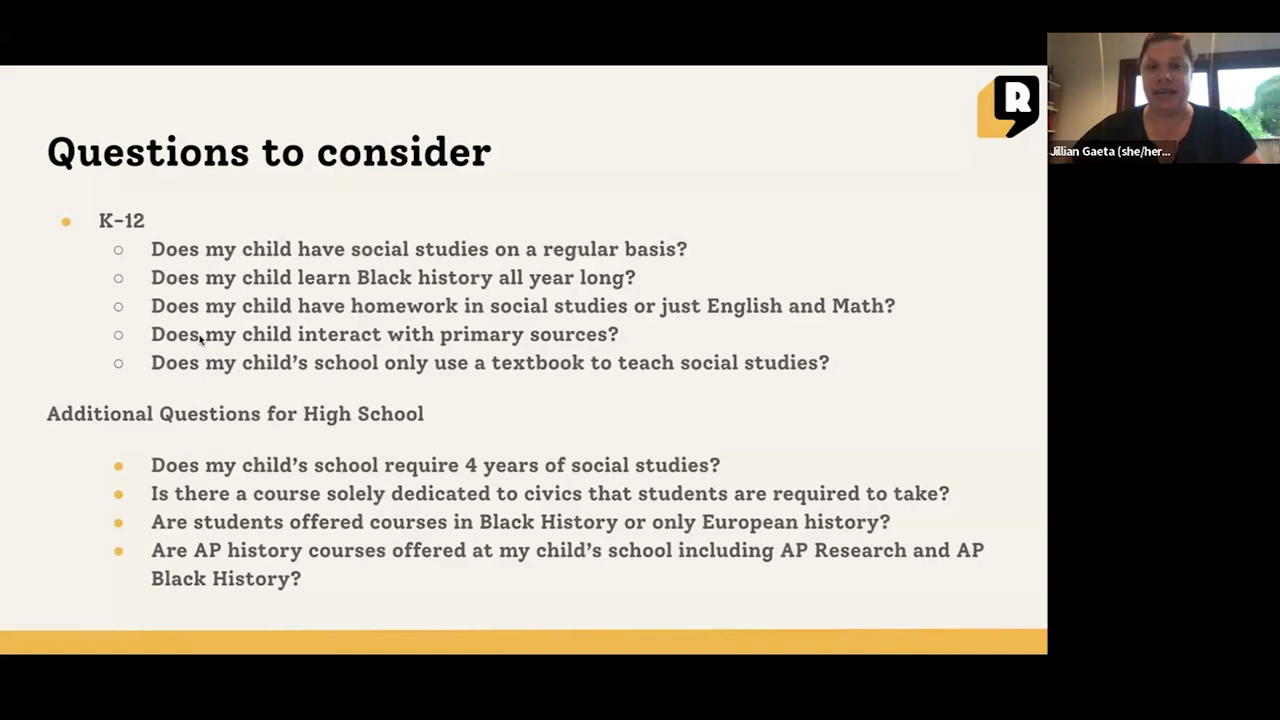 R
Jillian Gaeta (she/her...
Questions to consider
K-12
Does my child have social studies on a regular basis?
Does my child learn Black history all year long?
Does my child have homework in social studies or just English and Math?
Does my child interact with primary sources?
Does my child's school only use a textbook to teach social studies?
Additional Questions for High School
Does my child's school require 4 years of social studies?
Is there a course solely dedicated to civics that students are required to take?
Are students offered courses in Black History or only European history?
Are AP history courses offered at my child's school including AP Research and AP
Black History?